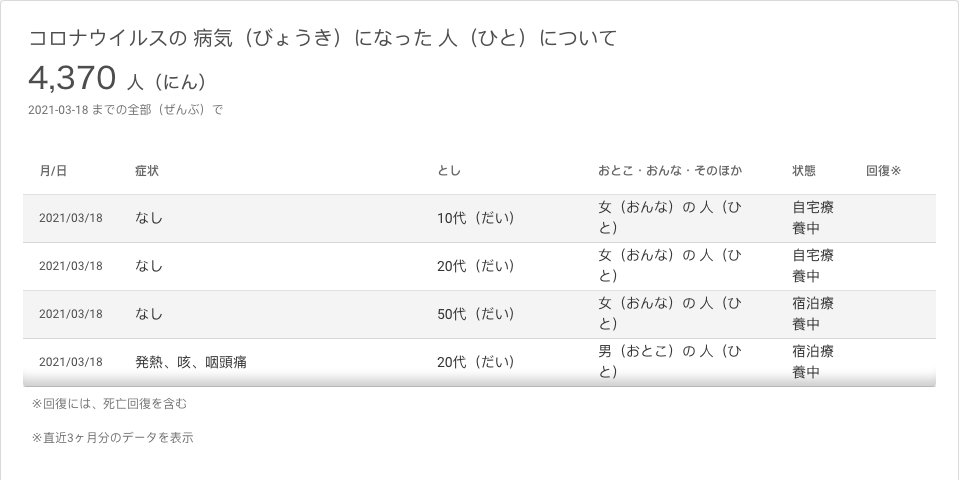 コロナウイルスの 病気（びょうき）になった 人（ひと）について
4,370 人（にん）
2021-03-18 までの全部（ぜんぶ）で
月/日 症状 とし おとこ・おんな・そのほか 状態 回復※
2021/03/18 なし 10代（だい） 女（おんな）の 人（ひと） 自宅療養中
2021/03/18 なし 20代（だい） 女（おんな）の 人（ひと） 自宅療養中
2021/03/18 なし 50代（だい） 女（おんな）の 人（ひと） 宿泊療養中
2021/03/18 発熱、咳、咽頭痛 20代（だい） 男（おとこ）の 人（ひと） 宿泊療養中
※回復には、死亡回復を含む
※直近3ヶ月分のデータを表示